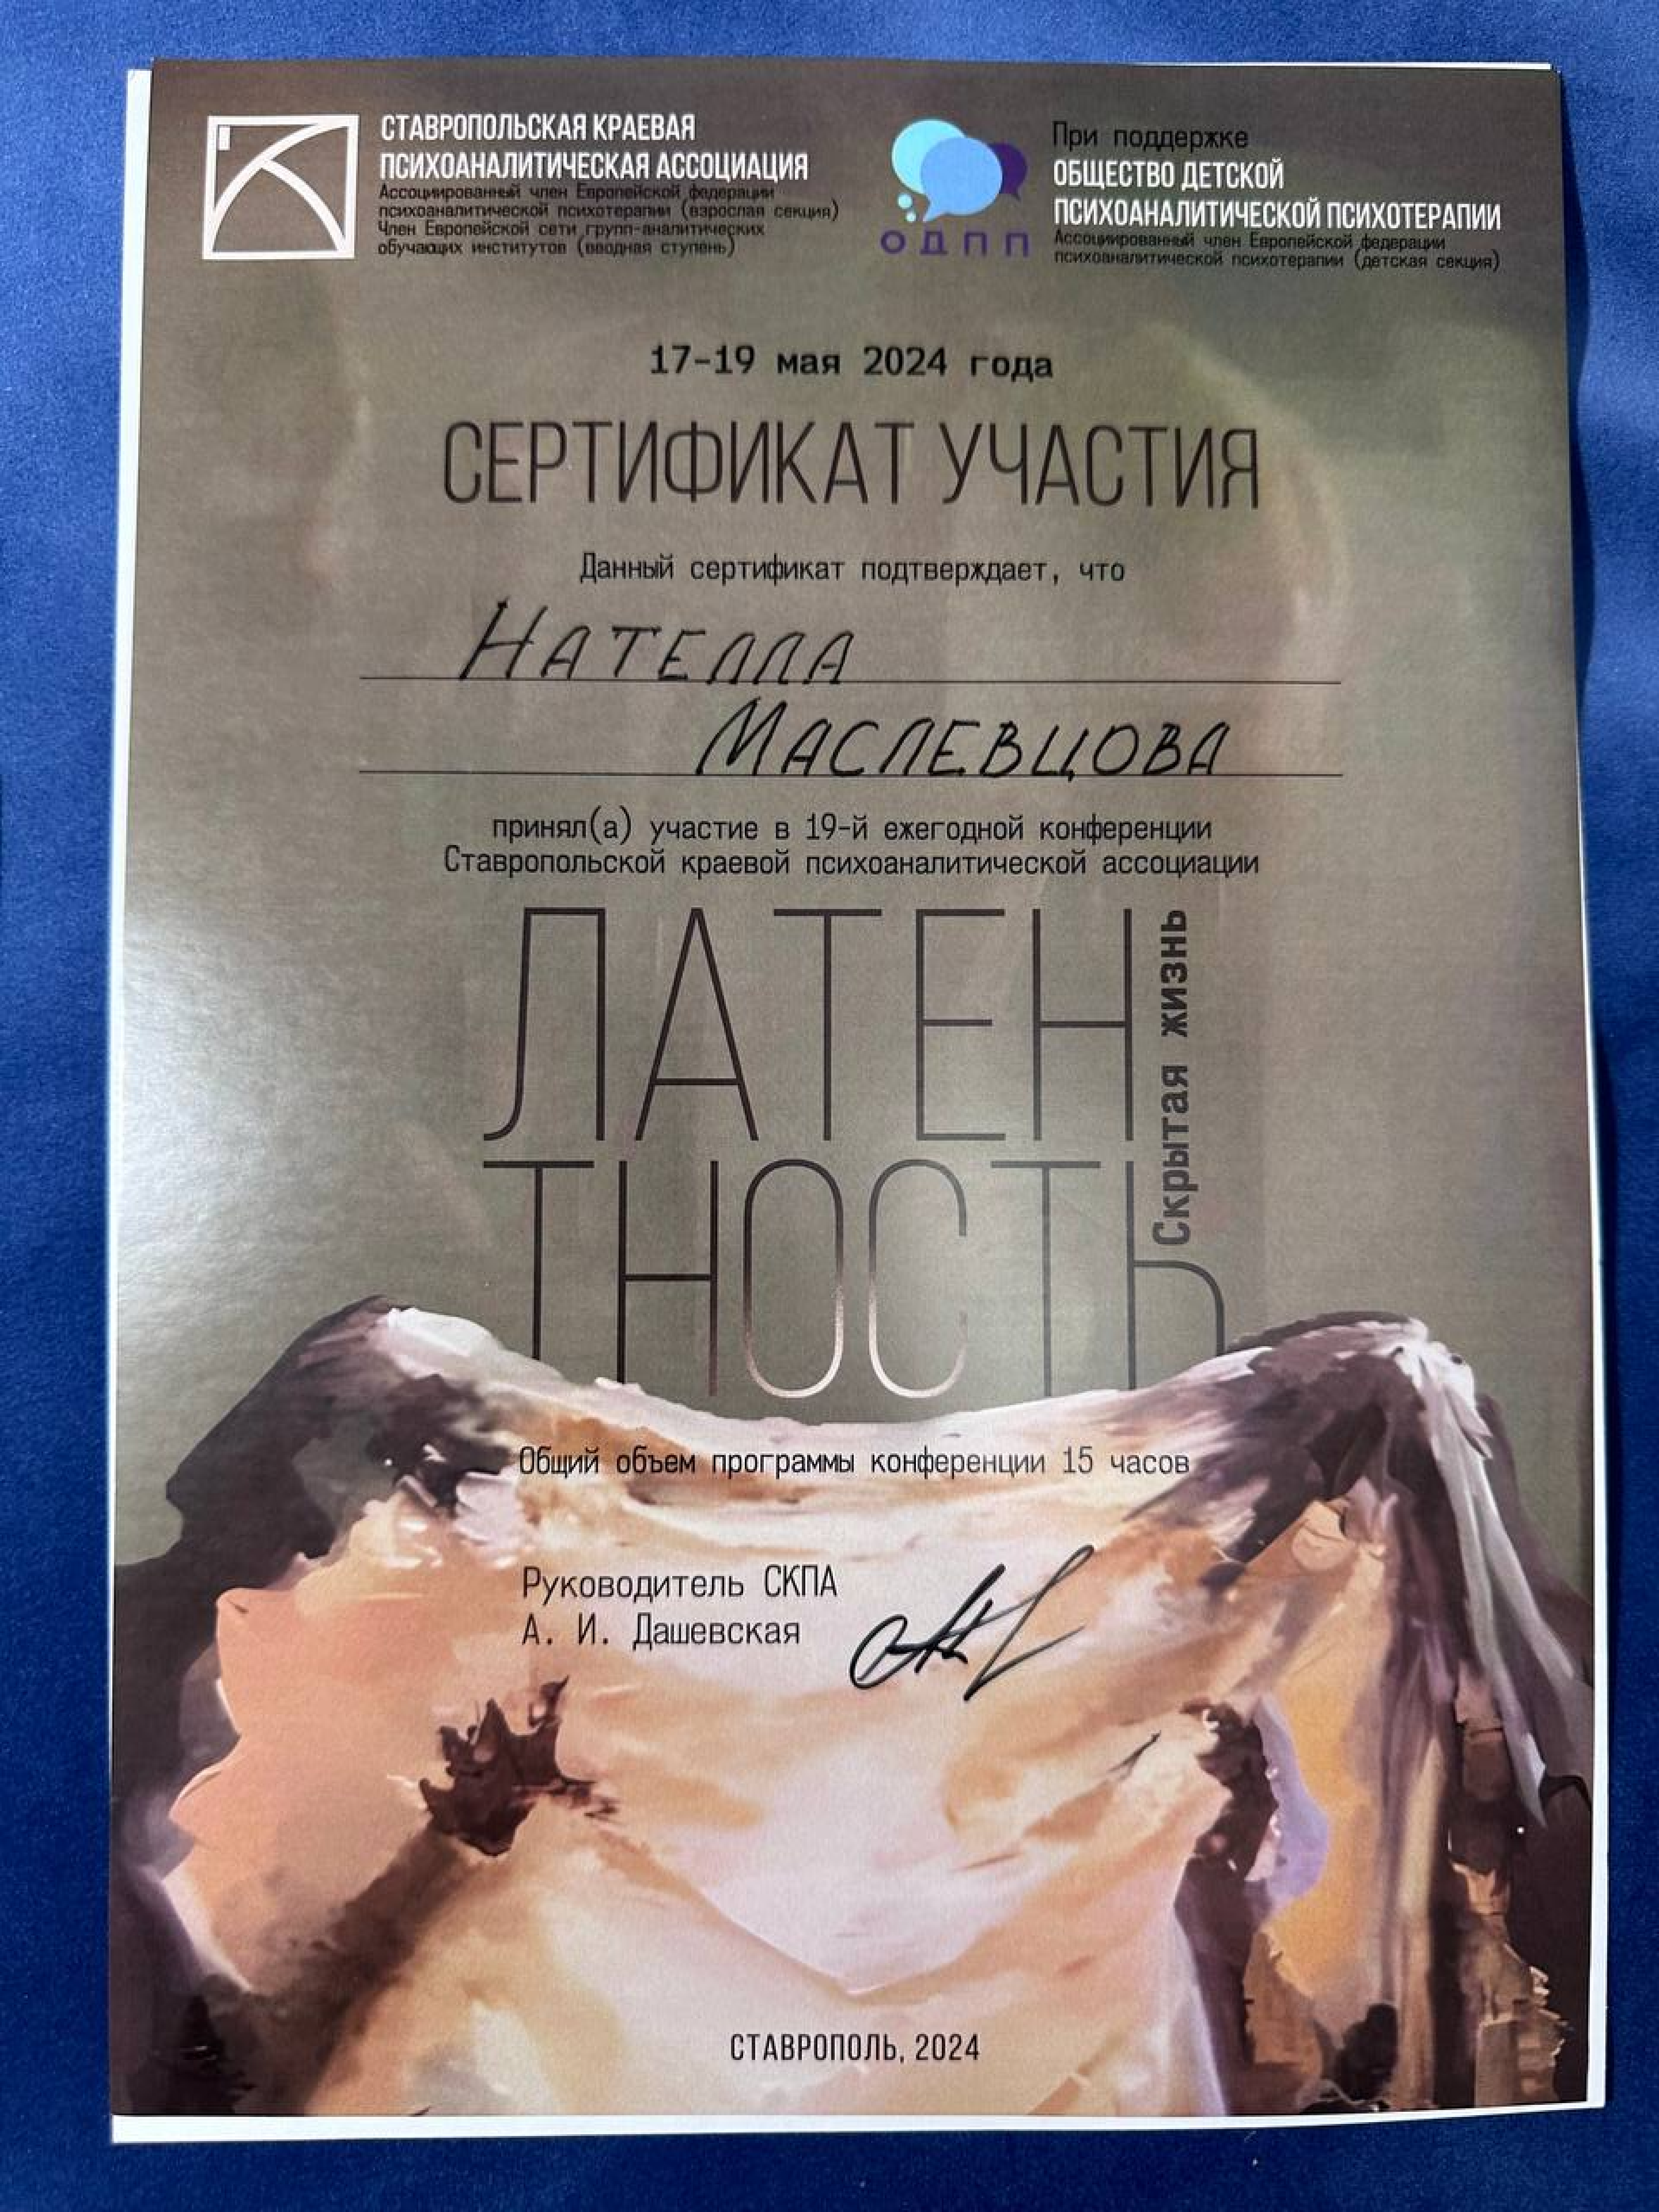 СТАВРОПОЛЬСКАЯ КРАЕВАЯ
ПСИХОАНАЛИТИЧЕСКАЯ АССОЦИАЦИЯ
Ассоциированный член Европейской федерации
психоаналитической психотерапии (взрослая секция)
Член Европейской сети групп-аналитических
обучающих институтов (вводная ступень)
ОДПП
При поддержке
ОБЩЕСТВО ДЕТСКОЙ
ПСИХОАНАЛИТИЧЕСКОЙ ПСИХОТЕРАПИИ
Ассоциированный член Европейской федерации
психоаналитической психотерапии (детская секция)
17-19 мая 2024 года
СЕРТИФИКАТ УЧАСТИЯ
Данный сертификат подтверждает, что
НАТЕЛЛА
МАСЛЕВЦОВА
принял(а) участие в 19-й ежегодной конференции
Ставропольской краевой психоаналитической ассоциации
ЛАТЕН
ТНОСТЬ
Скрытая жизнь
Общий объем программы конференции 15 часов
Руководитель СКПА
А. И. Дашевская
СТАВРОПОЛЬ, 2024